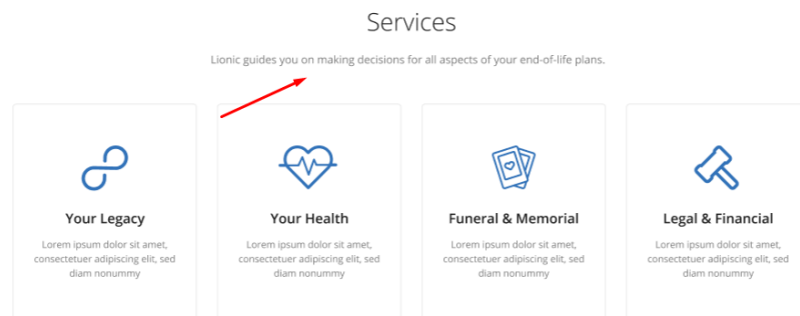 Services
Lionic guides you on making decisions for all aspects of your end-of-life plans.
Your Legacy
Lorem ipsum dolor sit amet,
consectetuer adipiscing elit, sed
diam nonummy
Your Health
Lorem ipsum dolor sit amet,
consectetuer adipiscing elit, sed
diam nonummy
Funeral & Memorial
Lorem ipsum dolor sit amet,
consectetuer adipiscing elit, sed
diam nonummy
Legal & Financial
Lorem ipsum dolor sit amet,
consectetuer adipiscing elit, sed
diam nonummy